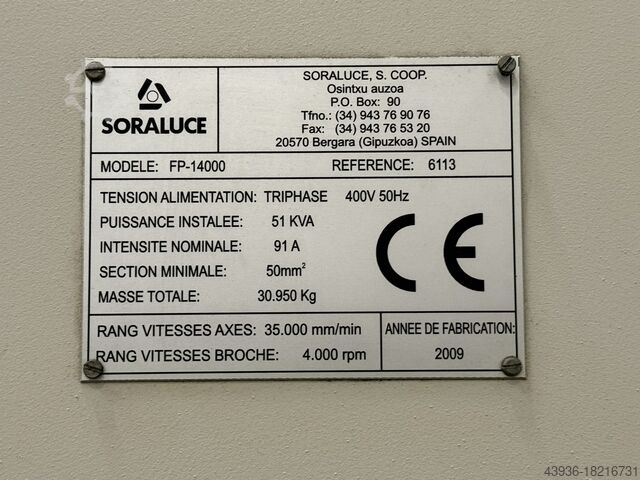 SORALUCE
SORALUCE, S. COOP.
Osintxu auzoa
P.O. Box: 90
Tfno.: (34) 943 76 90 76
Fax: (34) 943 76 53 20
20570 Bergara (Gipuzkoa) SPAIN
MODELE: FP-14000 REFERENCE: 6113
TENSION ALIMENTATION: TRIPHASE 400V 50Hz
PUISSANCE INSTALEE: 51 KVA
INTENSITE NOMINALE: 91 A
SECTION MINIMALE: 50mm²
MASSE TOTALE: 30.950 Kg
CE
RANG VITESSES AXES: 35.000 mm/min
RANG VITESSES BROCHE: 4.000 rpm
ANNEE DE FABRICATION:
2009
43936-18216731